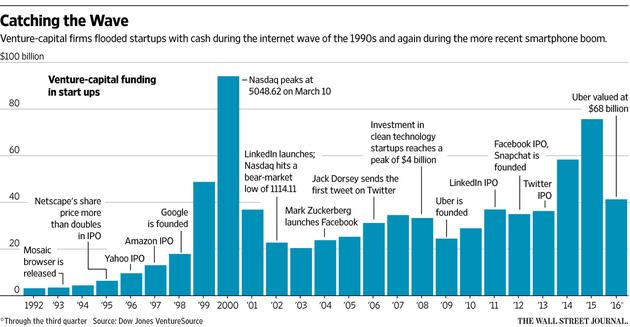 Catching the Wave
Venture-capital firms flooded startups with cash during the internet wave of the 1990s and again during the more recent smartphone boom.
$100 billion
80
60
40
20
0
Venture-capital funding
in start ups
Mosaic
browser is
released
Netscape's share
price more
than doubles
in IPO
Yahoo IPO
Amazon IPO
Google
is founded
Nasdaq peaks at
5048.62 on March 10
LinkedIn launches;
Nasdaq hits a
bear-market
low of 1114.11
Mark Zuckerberg
launches Facebook
Jack Dorsey sends the
first tweet on Twitter
Investment in
clean technology
startups reaches a
peak of $4 billion
Uber is
founded
LinkedIn IPO
Facebook IPO,
Snapchat is
founded
Twitter
IPO
Uber valued at
$68 billion
1992 '93 '94 '95 '96 '97 '98 '99 2000 '01 '02 '03 '04 '05 '06 '07 '08 '09 '10 '11 '12 '13 '14 '15 '16*
*Through the third quarter Source: Dow Jones VentureSource
THE WALL STREET JOURNAL.